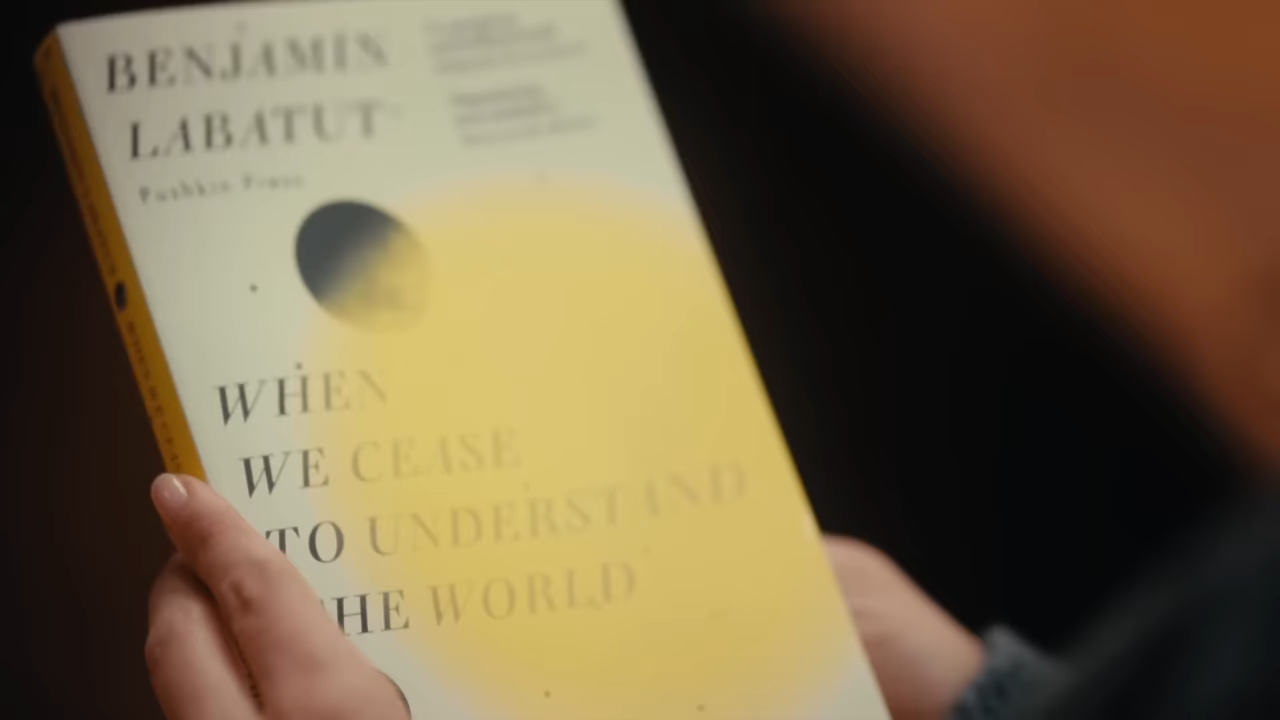 BENJAMIN
LABATUT
Pushkin Press
WHEN
WE CEASE
TO UNDERSTAND
THE WORLD